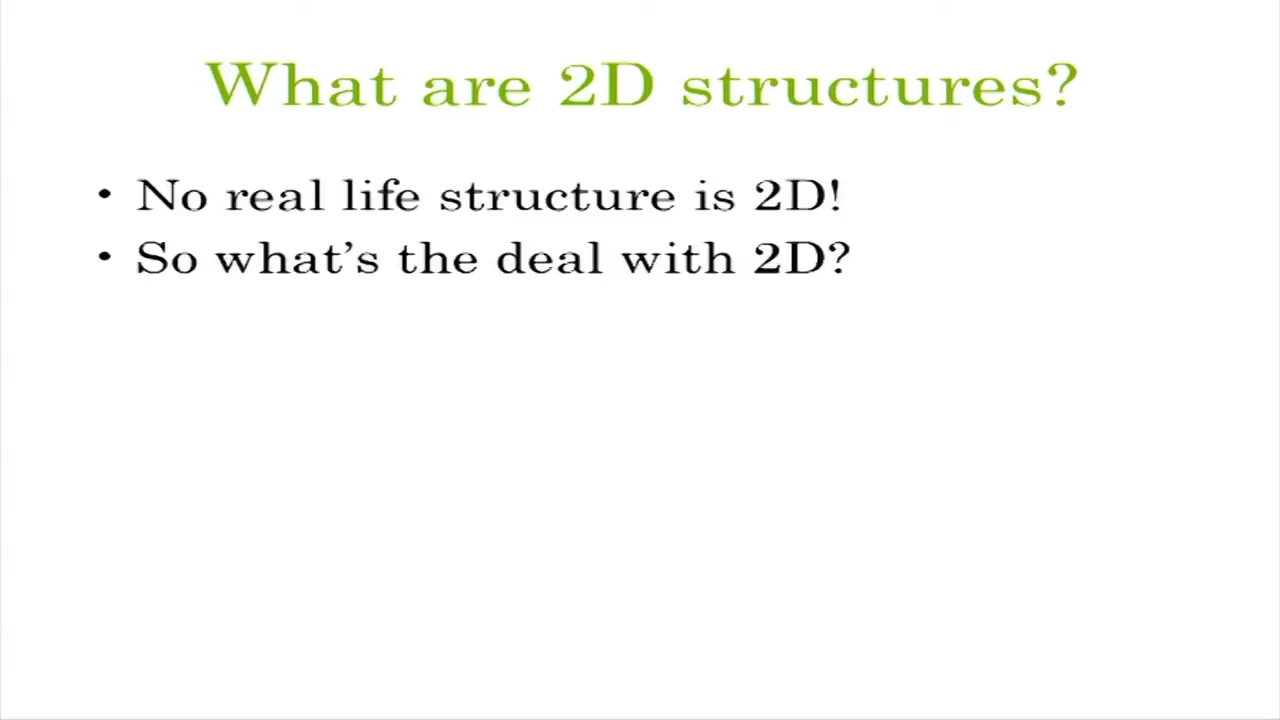 What are 2D structures?
• No real life structure is 2D!
• So what's the deal with 2D?